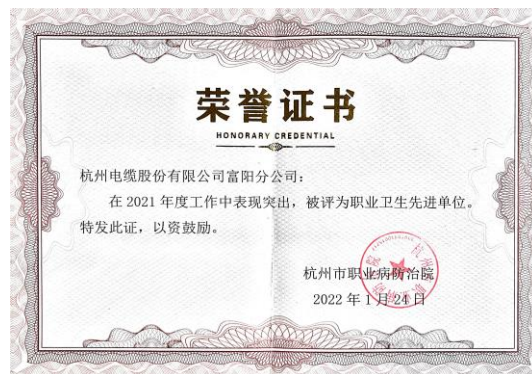 荣誉证书
HONORARY CREDENTIAL
杭州电缆股份有限公司富阳分公司：
在 2021 年度工作中表现突出，被评为职业卫生先进单位。
特发此证，以资鼓励。
杭州市职业病防治院
2022 年 1 月 24 日